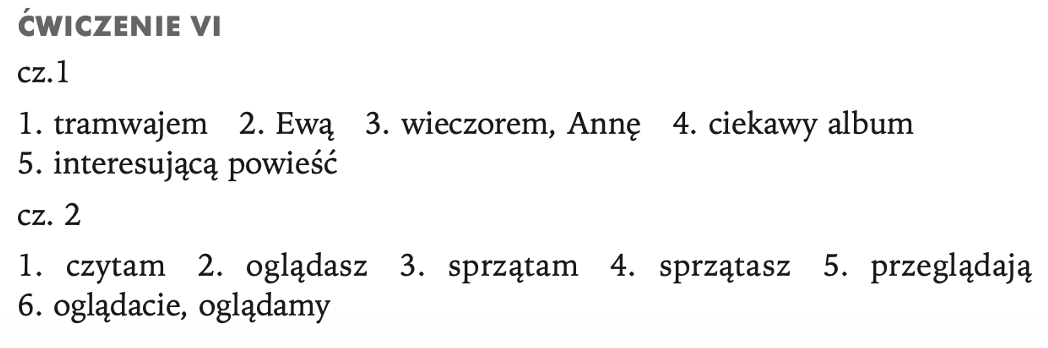 ĆWICZENIE VI
cz.1
1. tramwajem 2. Ewą 3. wieczorem, Annę 4. ciekawy album
5. interesującą powieść
cz. 2
1. czytam 2. oglądasz 3. sprzątam 4. sprzątasz 5. przeglądają
6. oglądacie, oglądamy